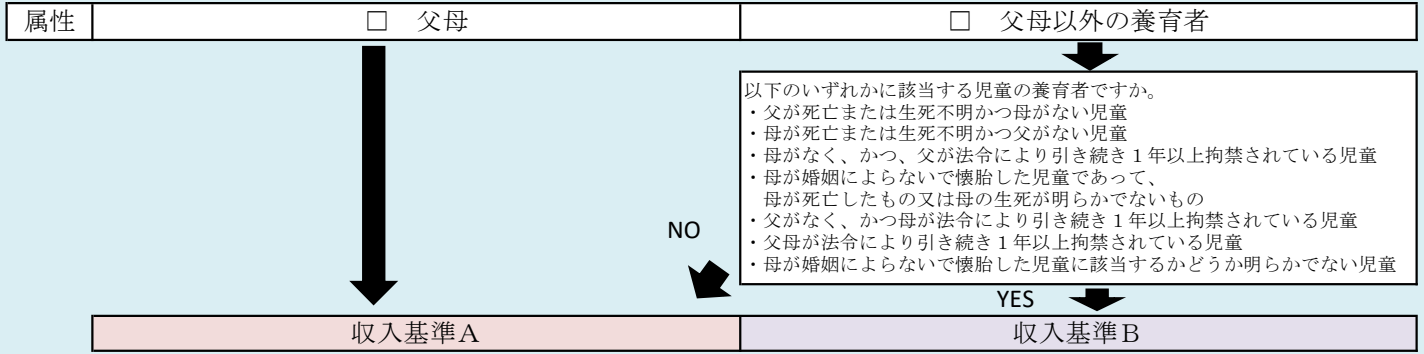 属性 □ 父母 □ 父母以外の養育者
以下のいずれかに該当する児童の養育者ですか。
・父が死亡または生死不明かつ母がない児童
・母が死亡または生死不明かつ父がない児童
・母がなく、かつ、父が法令により引き続き１年以上拘禁されている児童
・母が婚姻によらないで懐胎した児童であって、
母が死亡したもの又は母の生死が明らかでないもの
・父がなく、かつ母が法令により引き続き１年以上拘禁されている児童
・父母が法令により引き続き１年以上拘禁されている児童
・母が婚姻によらないで懐胎した児童に該当するかどうか明らかでない児童
NO
YES
収入基準Ａ 収入基準Ｂ